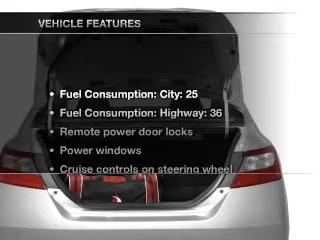 VEHICLE FEATURES
• Fuel Consumption: City: 25
• Fuel Consumption: Highway: 36
• Remote power door locks
• Power windows
• Cruise controls on steering wheel